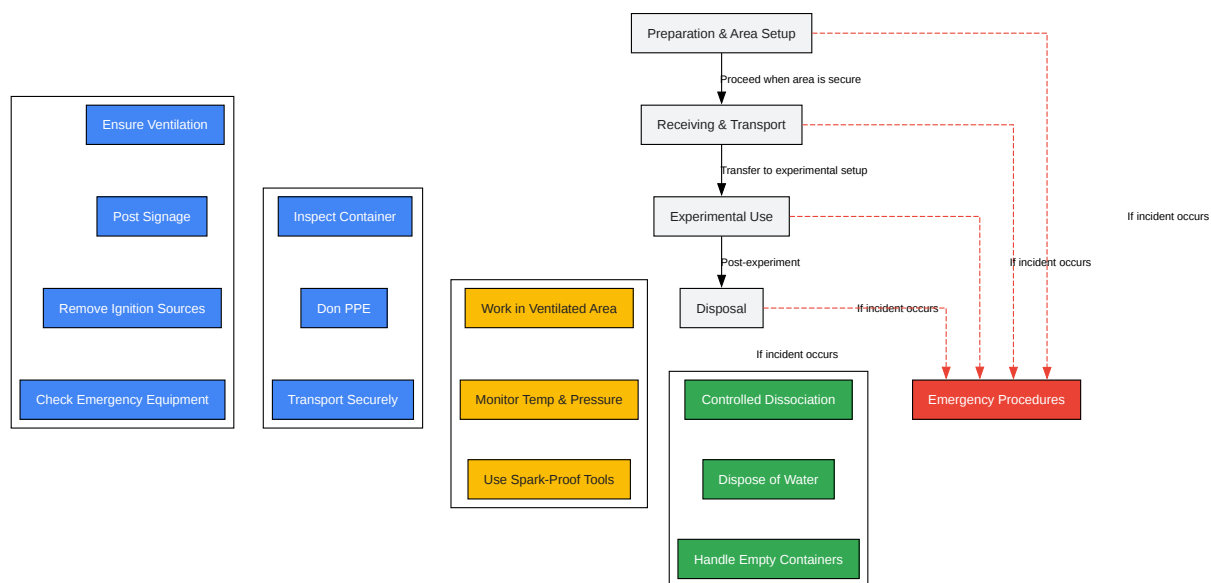 Preparation & Area Setup
Proceed when area is secure
Ensure Ventilation
Receiving & Transport
Transfer to experimental setup
Post Signage
Inspect Container
Experimental Use
If incident occurs
Post-experiment
If incident occurs
Remove Ignition Sources
Don PPE
Work in Ventilated Area
Disposal
If incident occurs
If incident occurs
Check Emergency Equipment
Transport Securely
Monitor Temp & Pressure
Controlled Dissociation
Emergency Procedures
Use Spark-Proof Tools
Dispose of Water
Handle Empty Containers